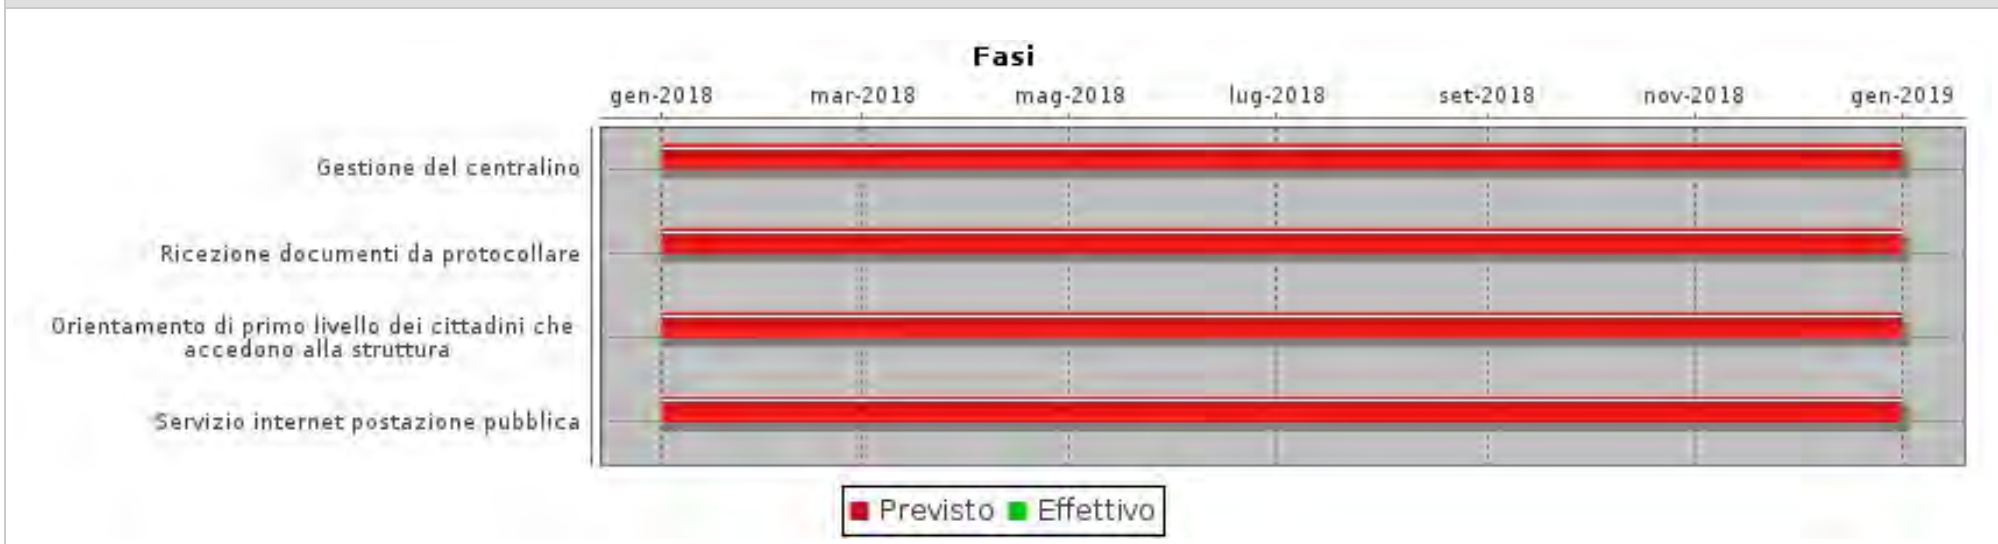 Fasi
gen-2018 mar-2018 mag-2018 lug-2018 set-2018 nov-2018 gen-2019
Gestione del centralino
Ricezione documenti da protocollare
Orientamento di primo livello dei cittadini che
accedono alla struttura
Servizio internet postazione pubblica
Previsto Effettivo